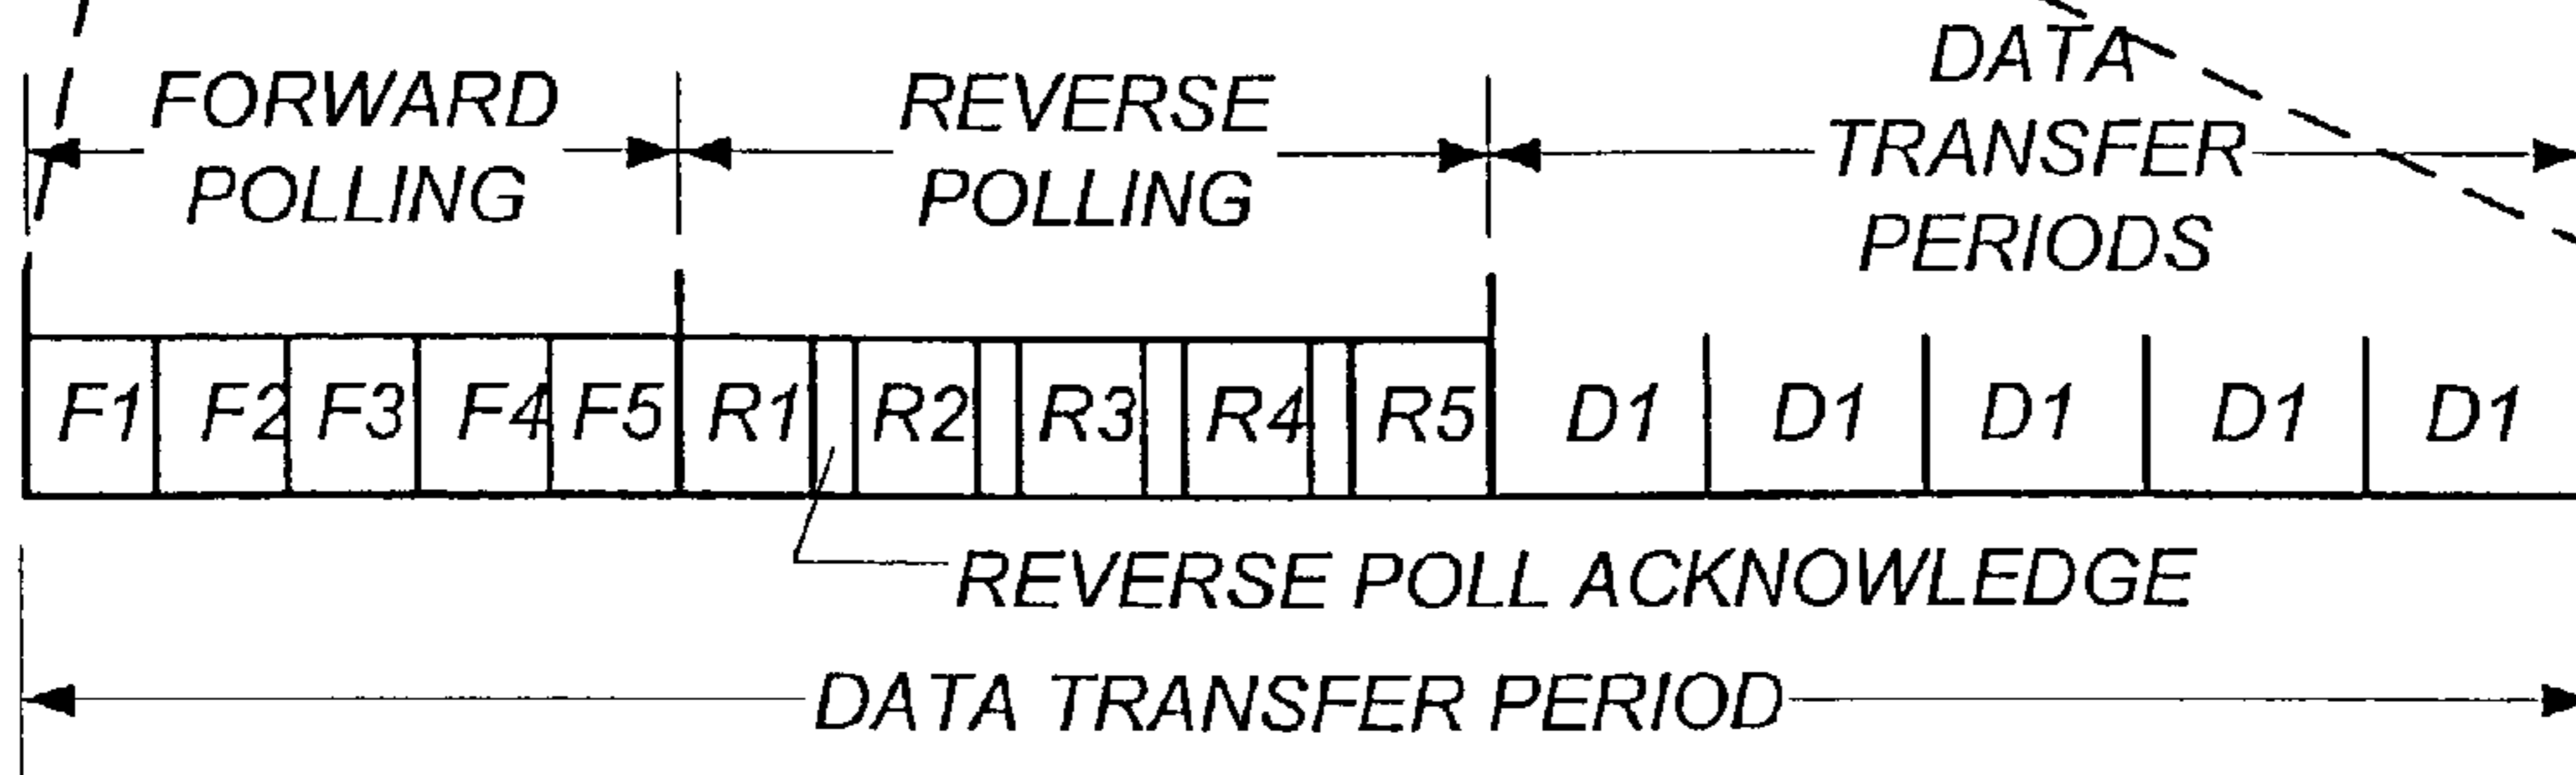 FORWARD
POLLING
REVERSE
POLLING
DATA
TRANSFER
PERIODS
F1 F2 F3 F4 F5 R1 R2 R3 R4 R5 D1 D1 D1 D1 D1
REVERSE POLL ACKNOWLEDGE
DATA TRANSFER PERIOD